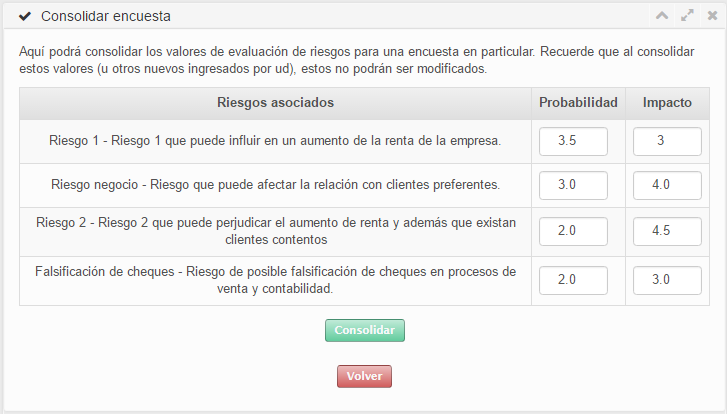 Consolidar encuesta
Aquí podrá consolidar los valores de evaluación de riesgos para una encuesta en particular. Recuerde que al consolidar
estos valores (u otros nuevos ingresados por ud), estos no podrán ser modificados.
Riesgos asociados Probabilidad Impacto
Riesgo 1 - Riesgo 1 que puede influir en un aumento de la renta de la empresa. 3.5 3
Riesgo negocio - Riesgo que puede afectar la relación con clientes preferentes. 3.0 4.0
Riesgo 2 - Riesgo 2 que puede perjudicar el aumento de renta y además que existan
clientes contentos 2.0 4.5
Falsificación de cheques - Riesgo de posible falsificación de cheques en procesos de
venta y contabilidad. 2.0 3.0
Consolidar
Volver